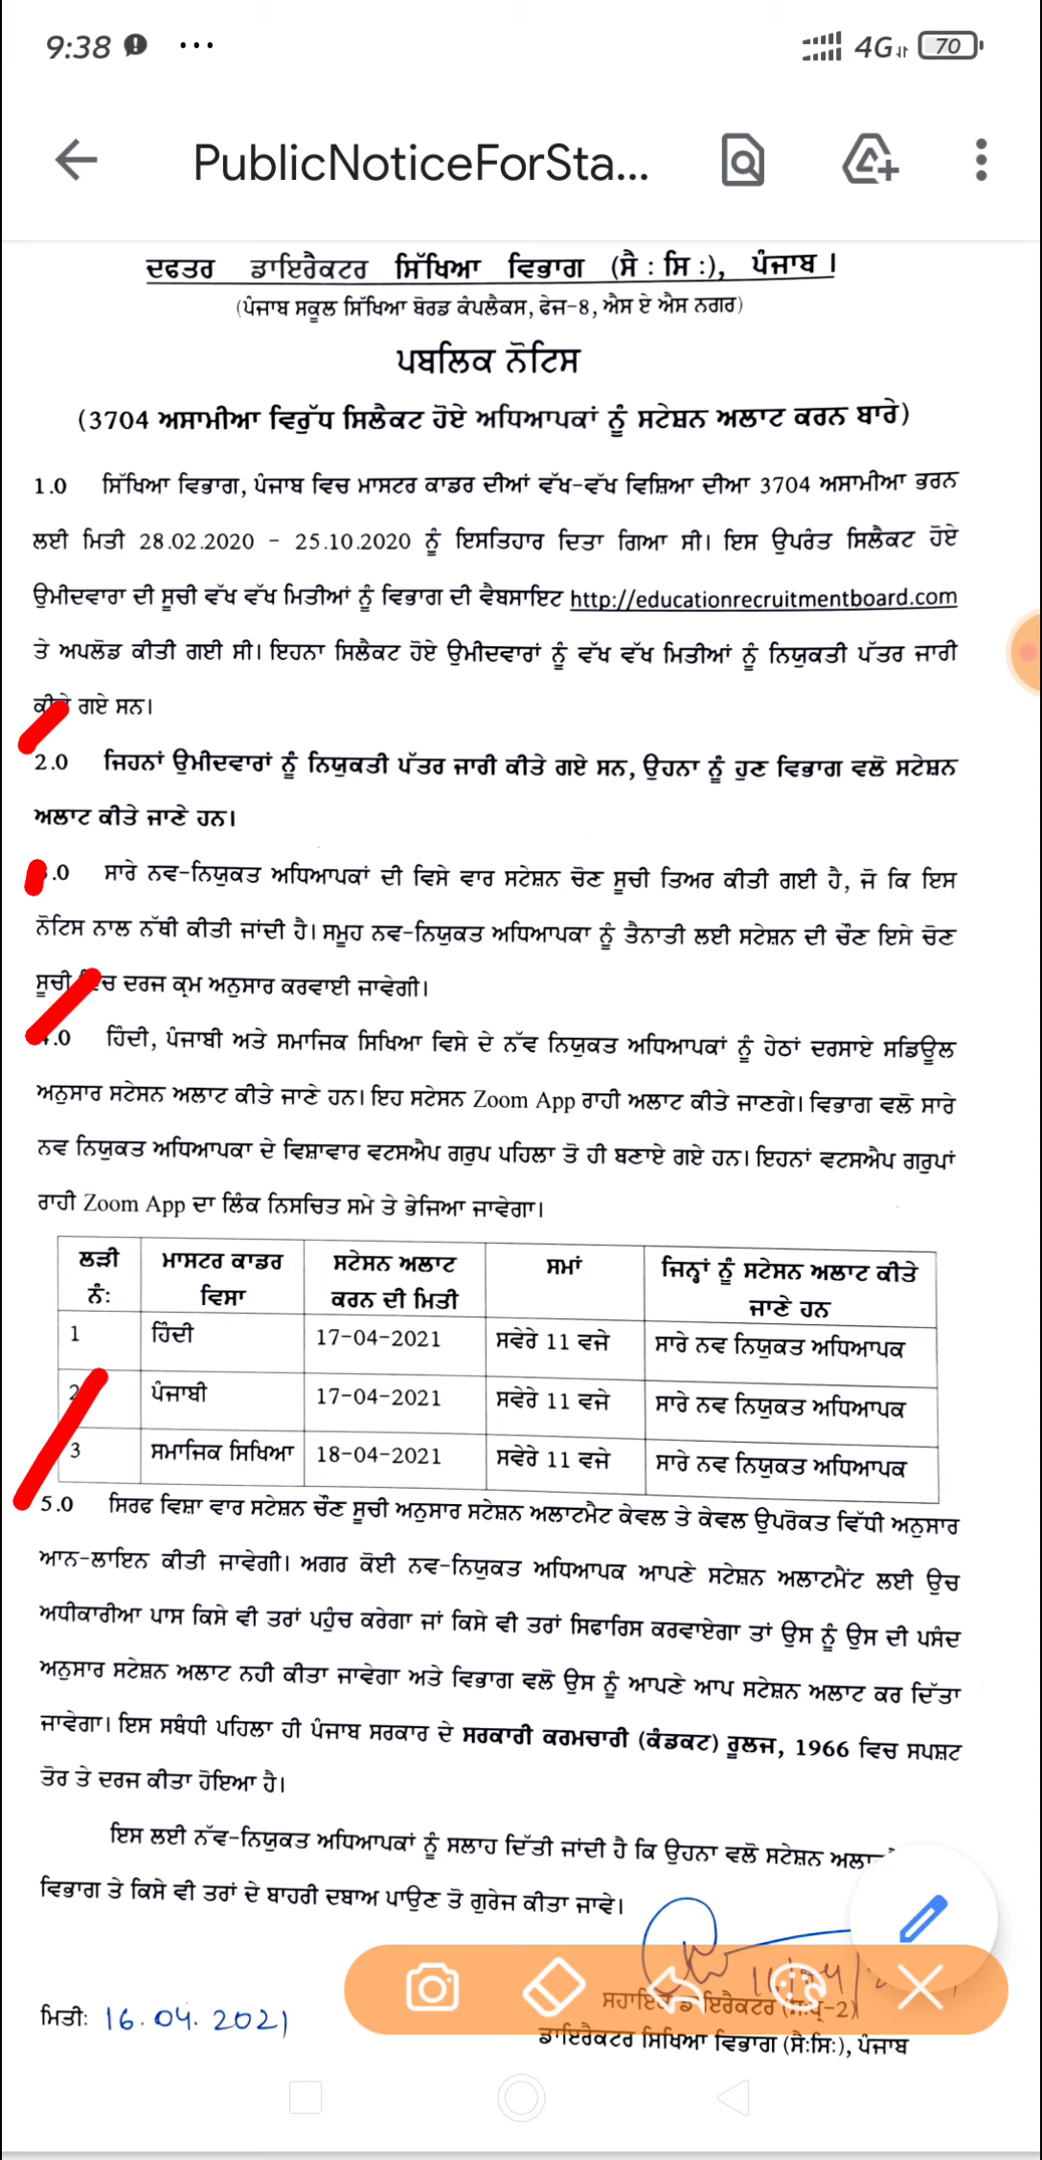 9:38
4G 70
PublicNoticeForSta...
ਦਫਤਰ ਡਾਇਰੈਕਟਰ ਸਿੱਖਿਆ ਵਿਭਾਗ (ਸੈ : ਸਿ :), ਪੰਜਾਬ ।
(ਪੰਜਾਬ ਸਕੂਲ ਸਿੱਖਿਆ ਬੋਰਡ ਕੰਪਲੈਕਸ, ਫੇਜ-8, ਐਸ ਏ ਐਸ ਨਗਰ)
ਪਬਲਿਕ ਨੋਟਿਸ
(3704 ਅਸਾਮੀਆ ਵਿਰੁੱਧ ਸਿਲੈਕਟ ਹੋਏ ਅਧਿਆਪਕਾਂ ਨੂੰ ਸਟੇਸ਼ਨ ਅਲਾਟ ਕਰਨ ਬਾਰੇ)
1.0 ਸਿੱਖਿਆ ਵਿਭਾਗ, ਪੰਜਾਬ ਵਿਚ ਮਾਸਟਰ ਕਾਡਰ ਦੀਆਂ ਵੱਖ-ਵੱਖ ਵਿਸ਼ਿਆ ਦੀਆ 3704 ਅਸਾਮੀਆ ਭਰਨ
ਲਈ ਮਿਤੀ 28.02.2020 - 25.10.2020 ਨੂੰ ਇਸਤਿਹਾਰ ਦਿਤਾ ਗਿਆ ਸੀ। ਇਸ ਉਪਰੰਤ ਸਿਲੈਕਟ ਹੋਏ
ਉਮੀਦਵਾਰਾ ਦੀ ਸੂਚੀ ਵੱਖ ਵੱਖ ਮਿਤੀਆਂ ਨੂੰ ਵਿਭਾਗ ਦੀ ਵੈਬਸਾਇਟ http://educationrecruitmentboard.com
ਤੇ ਅਪਲੋਡ ਕੀਤੀ ਗਈ ਸੀ। ਇਹਨਾ ਸਿਲੈਕਟ ਹੋਏ ਉਮੀਦਵਾਰਾਂ ਨੂੰ ਵੱਖ ਵੱਖ ਮਿਤੀਆਂ ਨੂੰ ਨਿਯੁਕਤੀ ਪੱਤਰ ਜਾਰੀ
ਗਏ ਸਨ।
2.0 ਜਿਹਨਾਂ ਉਮੀਦਵਾਰਾਂ ਨੂੰ ਨਿਯੁਕਤੀ ਪੱਤਰ ਜਾਰੀ ਕੀਤੇ ਗਏ ਸਨ, ਉਹਨਾ ਨੂੰ ਹੁਣ ਵਿਭਾਗ ਵਲੋ ਸਟੇਸ਼ਨ
ਅਲਾਟ ਕੀਤੇ ਜਾਣੇ ਹਨ।
.0 ਸਾਰੇ ਨਵ-ਨਿਯੁਕਤ ਅਧਿਆਪਕਾਂ ਦੀ ਵਿਸੇ ਵਾਰ ਸਟੇਸ਼ਨ ਚੋਣ ਸੂਚੀ ਤਿਅਰ ਕੀਤੀ ਗਈ ਹੈ, ਜੋ ਕਿ ਇਸ
ਨੋਟਿਸ ਨਾਲ ਨੱਥੀ ਕੀਤੀ ਜਾਂਦੀ ਹੈ। ਸਮੂਹ ਨਵ-ਨਿਯੁਕਤ ਅਧਿਆਪਕਾ ਨੂੰ ਤੈਨਾਤੀ ਲਈ ਸਟੇਸ਼ਨ ਦੀ ਚੌਣ ਇਸੇ ਚੋਣ
ਸੂਚੀ ਦਰਜ ਕ੍ਰਮ ਅਨੁਸਾਰ ਕਰਵਾਈ ਜਾਵੇਗੀ।
.0 ਹਿੰਦੀ, ਪੰਜਾਬੀ ਅਤੇ ਸਮਾਜਿਕ ਸਿਖਿਆ ਵਿਸੇ ਦੇ ਨੱਵ ਨਿਯੁਕਤ ਅਧਿਆਪਕਾਂ ਨੂੰ ਹੇਠਾਂ ਦਰਸਾਏ ਸਡਿਊਲ
ਅਨੁਸਾਰ ਸਟੇਸਨ ਅਲਾਟ ਕੀਤੇ ਜਾਣੇ ਹਨ। ਇਹ ਸਟੇਸਨ Zoom App ਰਾਹੀ ਅਲਾਟ ਕੀਤੇ ਜਾਣਗੇ। ਵਿਭਾਗ ਵਲੋ ਸਾਰੇ
ਨਵ ਨਿਯੁਕਤ ਅਧਿਆਪਕਾ ਦੇ ਵਿਸ਼ਾਵਾਰ ਵਟਸਐਪ ਗਰੁਪ ਪਹਿਲਾ ਤੋ ਹੀ ਬਣਾਏ ਗਏ ਹਨ। ਇਹਨਾਂ ਵਟਸਐਪ ਗਰੁਪਾਂ
ਰਾਹੀ Zoom App ਦਾ ਲਿੰਕ ਨਿਸਚਿਤ ਸਮੇ ਤੇ ਭੇਜਿਆ ਜਾਵੇਗਾ।
ਲੜੀ ਨੰ: ਮਾਸਟਰ ਕਾਡਰ ਵਿਸਾ ਸਟੇਸਨ ਅਲਾਟ ਕਰਨ ਦੀ ਮਿਤੀ ਸਮਾਂ ਜਿਨ੍ਹਾਂ ਨੂੰ ਸਟੇਸਨ ਅਲਾਟ ਕੀਤੇ ਜਾਣੇ ਹਨ
1 ਹਿੰਦੀ 17-04-2021 ਸਵੇਰੇ 11 ਵਜੇ ਸਾਰੇ ਨਵ ਨਿਯੁਕਤ ਅਧਿਆਪਕ
2 ਪੰਜਾਬੀ 17-04-2021 ਸਵੇਰੇ 11 ਵਜੇ ਸਾਰੇ ਨਵ ਨਿਯੁਕਤ ਅਧਿਆਪਕ
3 ਸਮਾਜਿਕ ਸਿਖਿਆ 18-04-2021 ਸਵੇਰੇ 11 ਵਜੇ ਸਾਰੇ ਨਵ ਨਿਯੁਕਤ ਅਧਿਆਪਕ
5.0 ਸਿਰਫ ਵਿਸ਼ਾ ਵਾਰ ਸਟੇਸ਼ਨ ਚੌਣ ਸੂਚੀ ਅਨੁਸਾਰ ਸਟੇਸ਼ਨ ਅਲਾਟਮੈਟ ਕੇਵਲ ਤੇ ਕੇਵਲ ਉਪਰੋਕਤ ਵਿੱਧੀ ਅਨੁਸਾਰ
ਆਨ-ਲਾਇਨ ਕੀਤੀ ਜਾਵੇਗੀ। ਅਗਰ ਕੋਈ ਨਵ-ਨਿਯੁਕਤ ਅਧਿਆਪਕ ਆਪਣੇ ਸਟੇਸ਼ਨ ਅਲਾਟਮੈਂਟ ਲਈ ਉਚ
ਅਧੀਕਾਰੀਆ ਪਾਸ ਕਿਸੇ ਵੀ ਤਰਾਂ ਪਹੁੰਚ ਕਰੇਗਾ ਜਾਂ ਕਿਸੇ ਵੀ ਤਰਾਂ ਸਿਫਾਰਿਸ ਕਰਵਾਏਗਾ ਤਾਂ ਉਸ ਨੂੰ ਉਸ ਦੀ ਪਸੰਦ
ਅਨੁਸਾਰ ਸਟੇਸ਼ਨ ਅਲਾਟ ਨਹੀ ਕੀਤਾ ਜਾਵੇਗਾ ਅਤੇ ਵਿਭਾਗ ਵਲੋ ਉਸ ਨੂੰ ਆਪਣੇ ਆਪ ਸਟੇਸ਼ਨ ਅਲਾਟ ਕਰ ਦਿੱਤਾ
ਜਾਵੇਗਾ। ਇਸ ਸਬੰਧੀ ਪਹਿਲਾ ਹੀ ਪੰਜਾਬ ਸਰਕਾਰ ਦੇ ਸਰਕਾਰੀ ਕਰਮਚਾਰੀ (ਕੰਡਕਟ) ਰੂਲਜ, 1966 ਵਿਚ ਸਪਸ਼ਟ
ਤੋਰ ਤੇ ਦਰਜ ਕੀਤਾ ਹੋਇਆ ਹੈ।
ਇਸ ਲਈ ਨੱਵ-ਨਿਯੁਕਤ ਅਧਿਆਪਕਾਂ ਨੂੰ ਸਲਾਹ ਦਿੱਤੀ ਜਾਂਦੀ ਹੈ ਕਿ ਉਹਨਾ ਵਲੋ ਸਟੇਸ਼ਨ
ਵਿਭਾਗ ਤੇ ਕਿਸੇ ਵੀ ਤਰਾਂ ਦੇ ਬਾਹਰੀ ਦਬਾਅ ਪਾਉਣ ਤੋ ਗੁਰੇਜ ਕੀਤਾ ਜਾਵੇ।
ਮਿਤੀ: 16.04.2021
ਡਾਇਰੈਕਟਰ ਸਿਖਿਆ ਵਿਭਾਗ (ਸੈ:ਸਿ:), ਪੰਜਾਬ